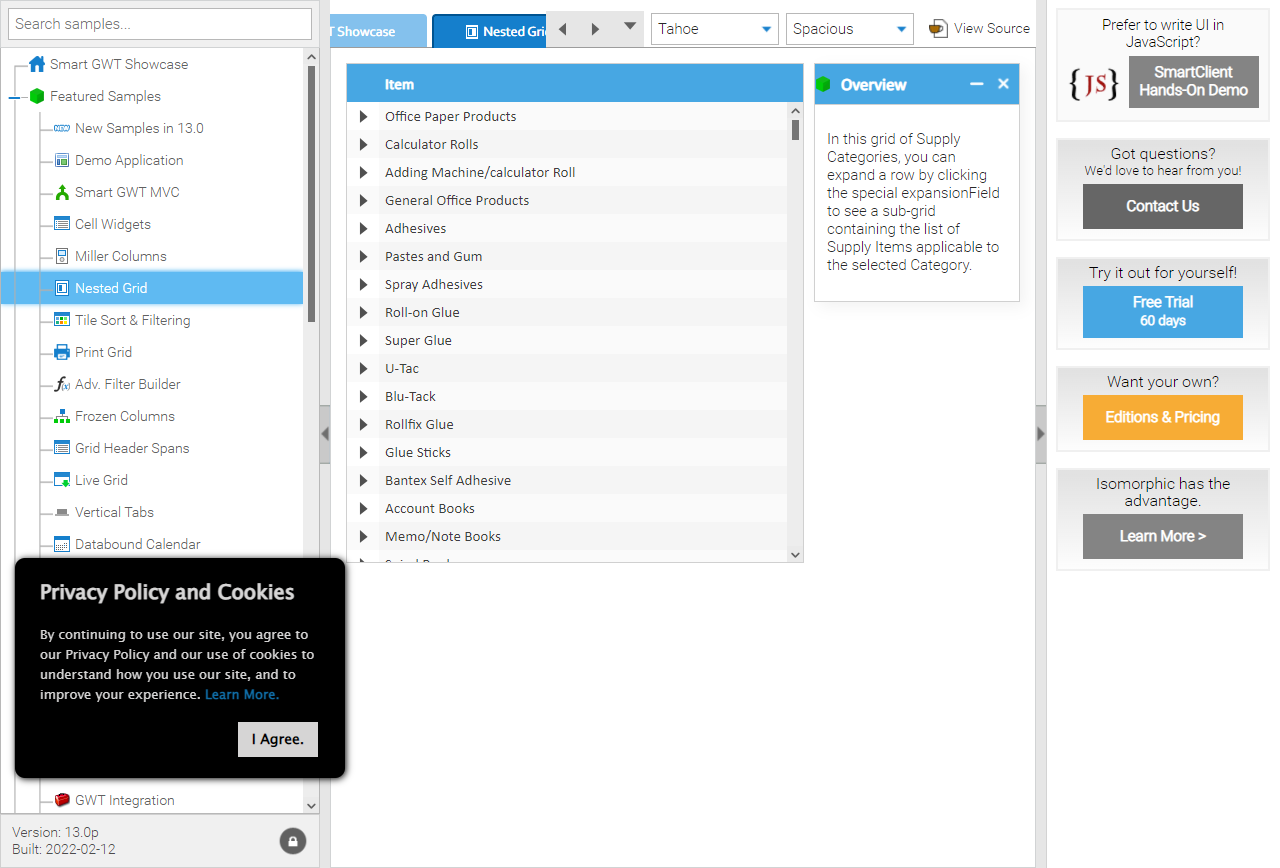 Search samples...
Smart GWT Showcase
Featured Samples
New Samples in 13.0
Demo Application
Smart GWT MVC
Cell Widgets
Miller Columns
Nested Grid
Tile Sort & Filtering
Print Grid
Adv. Filter Builder
Frozen Columns
Grid Header Spans
Live Grid
Vertical Tabs
Databound Calendar
GWT Integration
Version: 13.0p
Built: 2022-02-12
Privacy Policy and Cookies
By continuing to use our site, you agree to
our Privacy Policy and our use of cookies to
understand how you use our site, and to
improve your experience. Learn More.
I Agree.
Showcase
Nested Gri
Tahoe
Spacious
View Source
Item
Office Paper Products
Calculator Rolls
Adding Machine/calculator Roll
General Office Products
Adhesives
Pastes and Gum
Spray Adhesives
Roll-on Glue
Super Glue
U-Tac
Blu-Tack
Rollfix Glue
Glue Sticks
Bantex Self Adhesive
Account Books
Memo/Note Books
Overview
In this grid of Supply
Categories, you can
expand a row by clicking
the special expansionField
to see a sub-grid
containing the list of
Supply Items applicable to
the selected Category.
Prefer to write UI in
JavaScript?
{JS}
SmartClient
Hands-On Demo
Got questions?
We'd love to hear from you!
Contact Us
Try it out for yourself!
Free Trial
60 days
Want your own?
Editions & Pricing
Isomorphic has the
advantage.
Learn More >